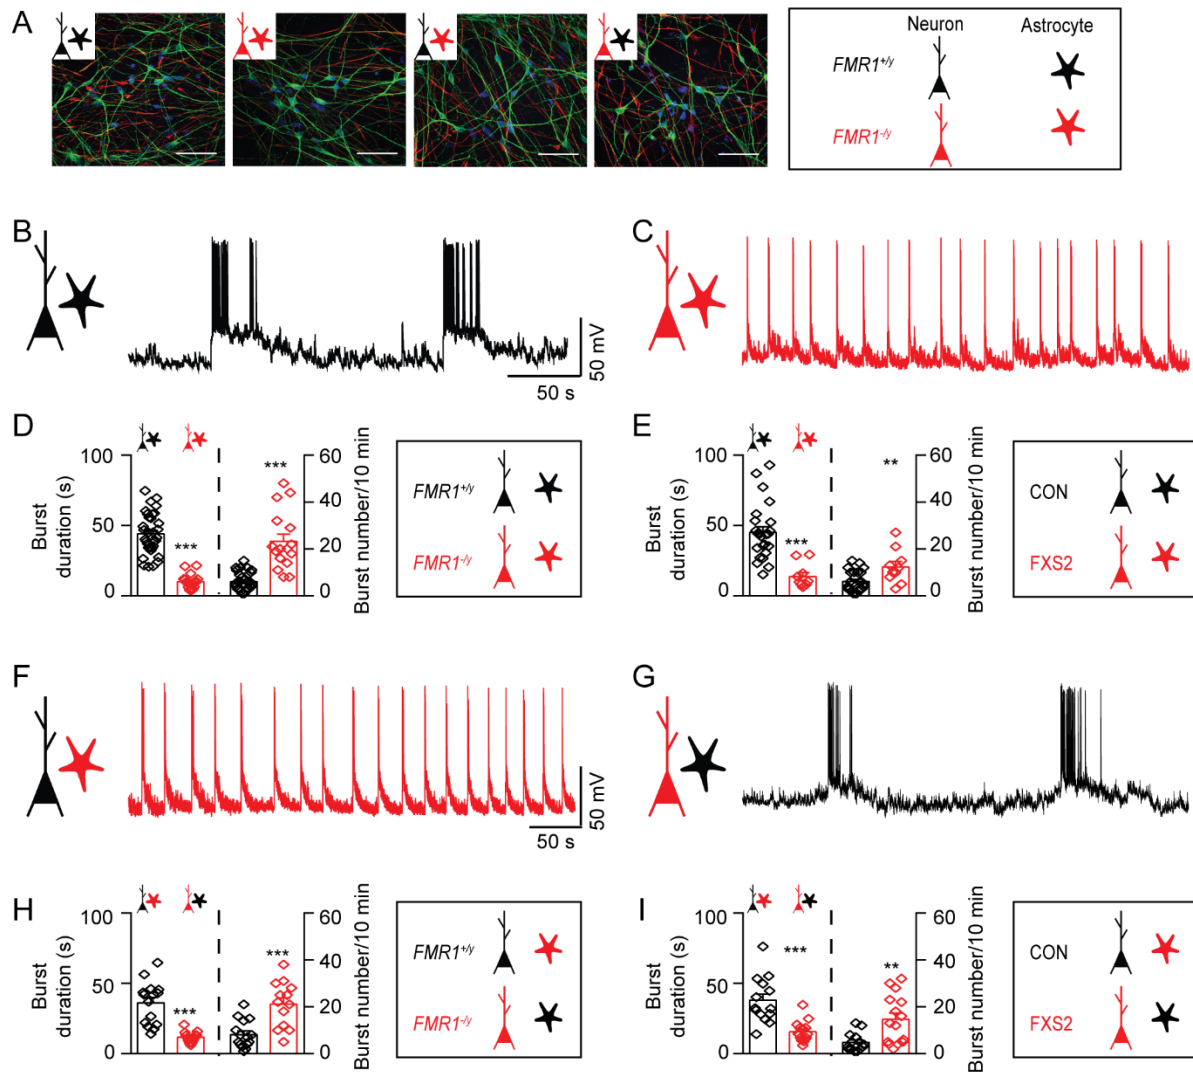 A
Neuron Astrocyte
FMR1+/y
FMR1-/y
B
50 mV
50 s
C
D
100
50
0
Burst
duration (s)
***
***
60
40
20
0
Burst number/10 min
FMR1+/y
FMR1-/y
E
100
50
0
Burst
duration (s)
***
**
60
40
20
0
Burst number/10 min
CON
FXS2
F
50 mV
50 s
G
H
100
50
0
Burst
duration (s)
***
***
60
40
20
0
Burst number/10 min
FMR1+/y
FMR1-/y
I
100
50
0
Burst
duration (s)
***
**
60
40
20
0
Burst number/10 min
CON
FXS2